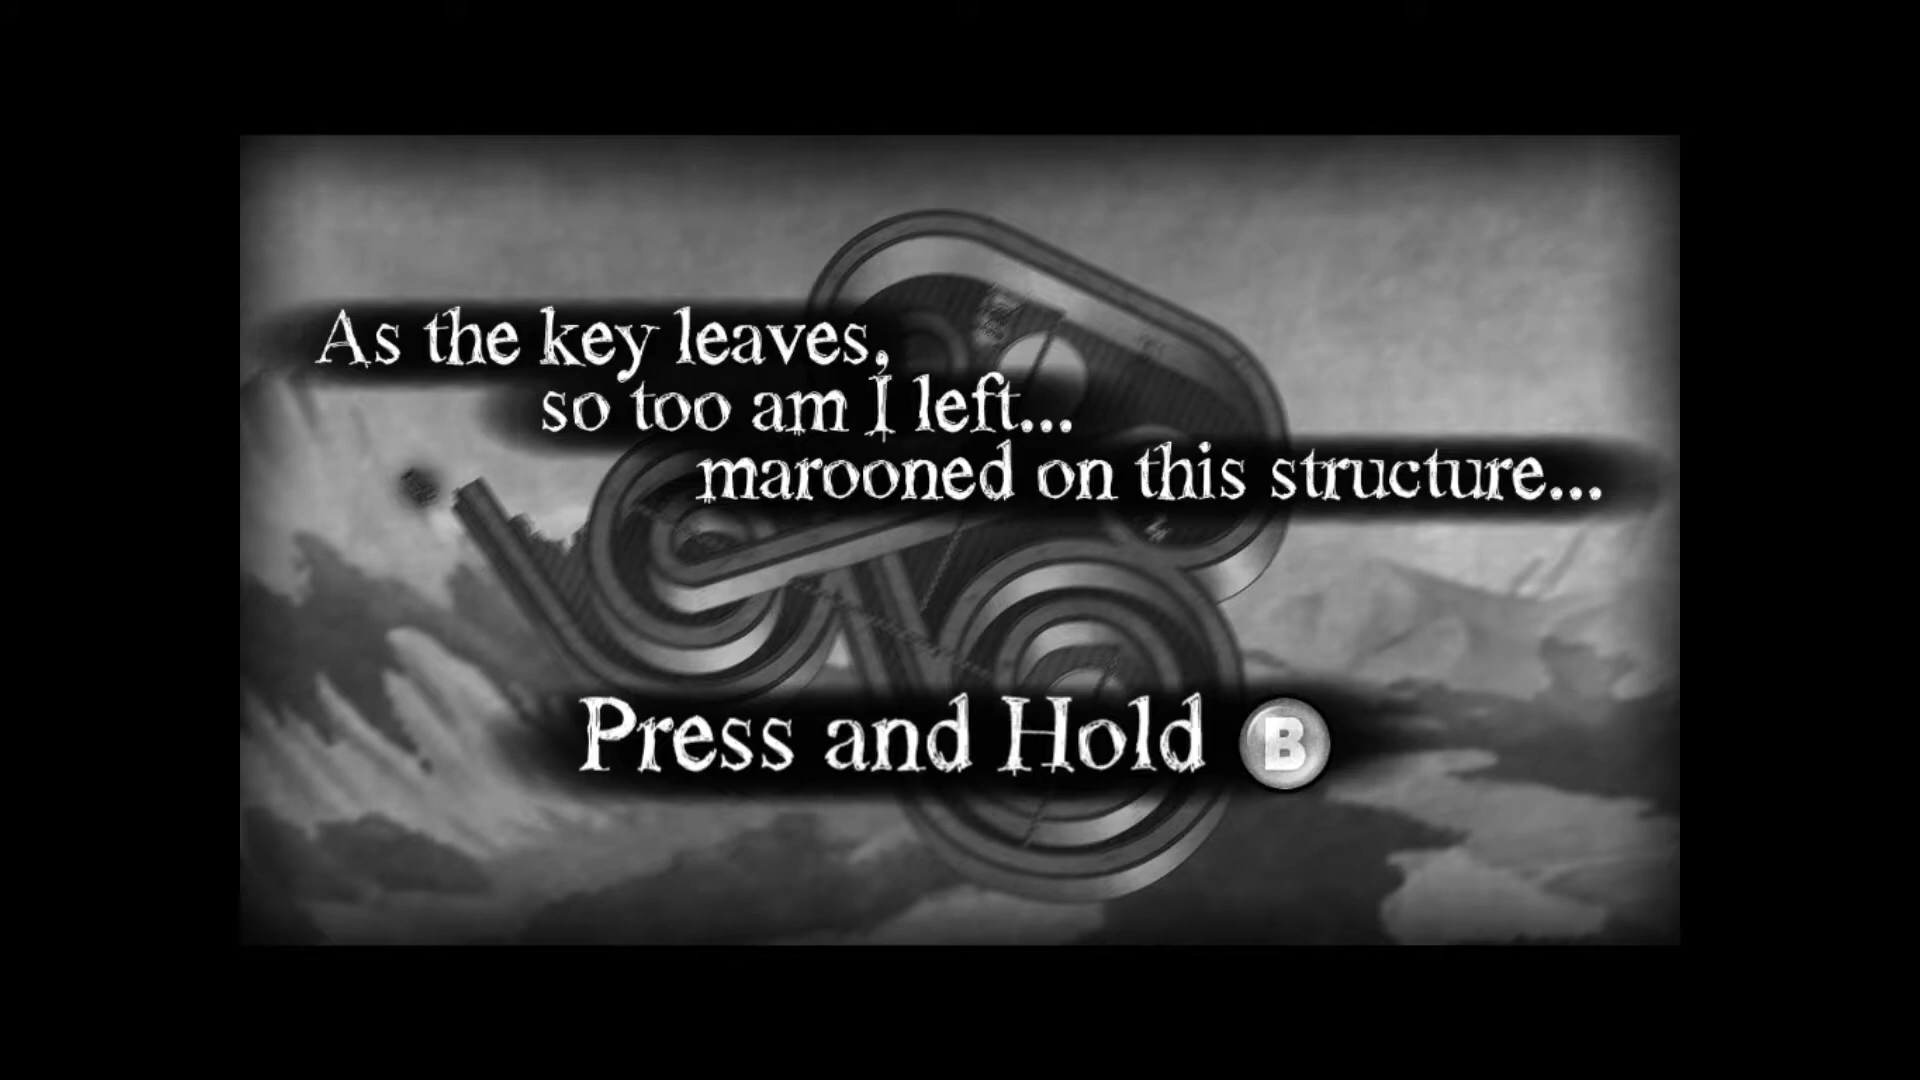 As the key leaves,
so too am I left...
marooned on this structure...
Press and Hold B